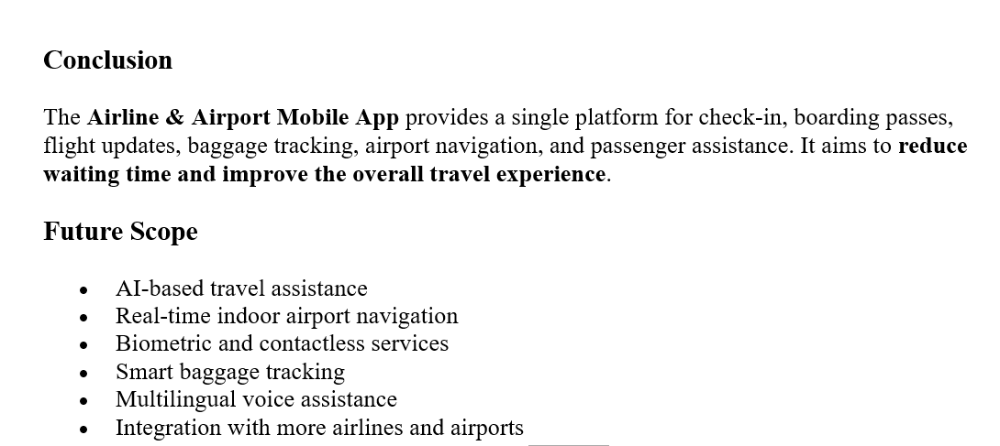 Conclusion
The Airline & Airport Mobile App provides a single platform for check-in, boarding passes,
flight updates, baggage tracking, airport navigation, and passenger assistance. It aims to reduce
waiting time and improve the overall travel experience.
Future Scope
• AI-based travel assistance
• Real-time indoor airport navigation
• Biometric and contactless services
• Smart baggage tracking
• Multilingual voice assistance
• Integration with more airlines and airports